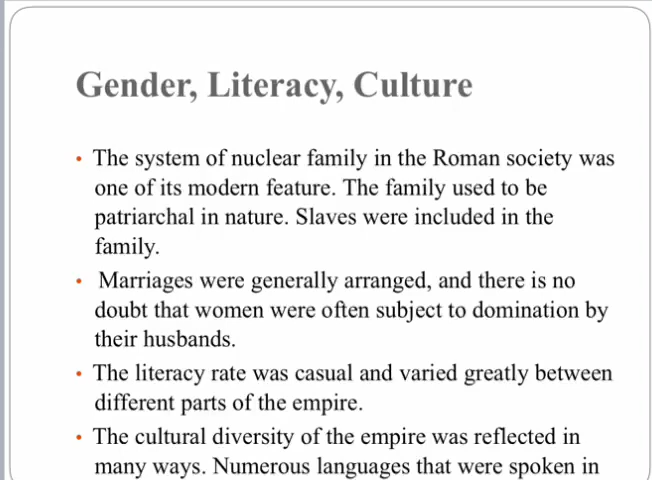 Gender, Literacy, Culture
• The system of nuclear family in the Roman society was
one of its modern feature. The family used to be
patriarchal in nature. Slaves were included in the
family.
• Marriages were generally arranged, and there is no
doubt that women were often subject to domination by
their husbands.
• The literacy rate was casual and varied greatly between
different parts of the empire.
• The cultural diversity of the empire was reflected in
many ways. Numerous languages that were spoken in